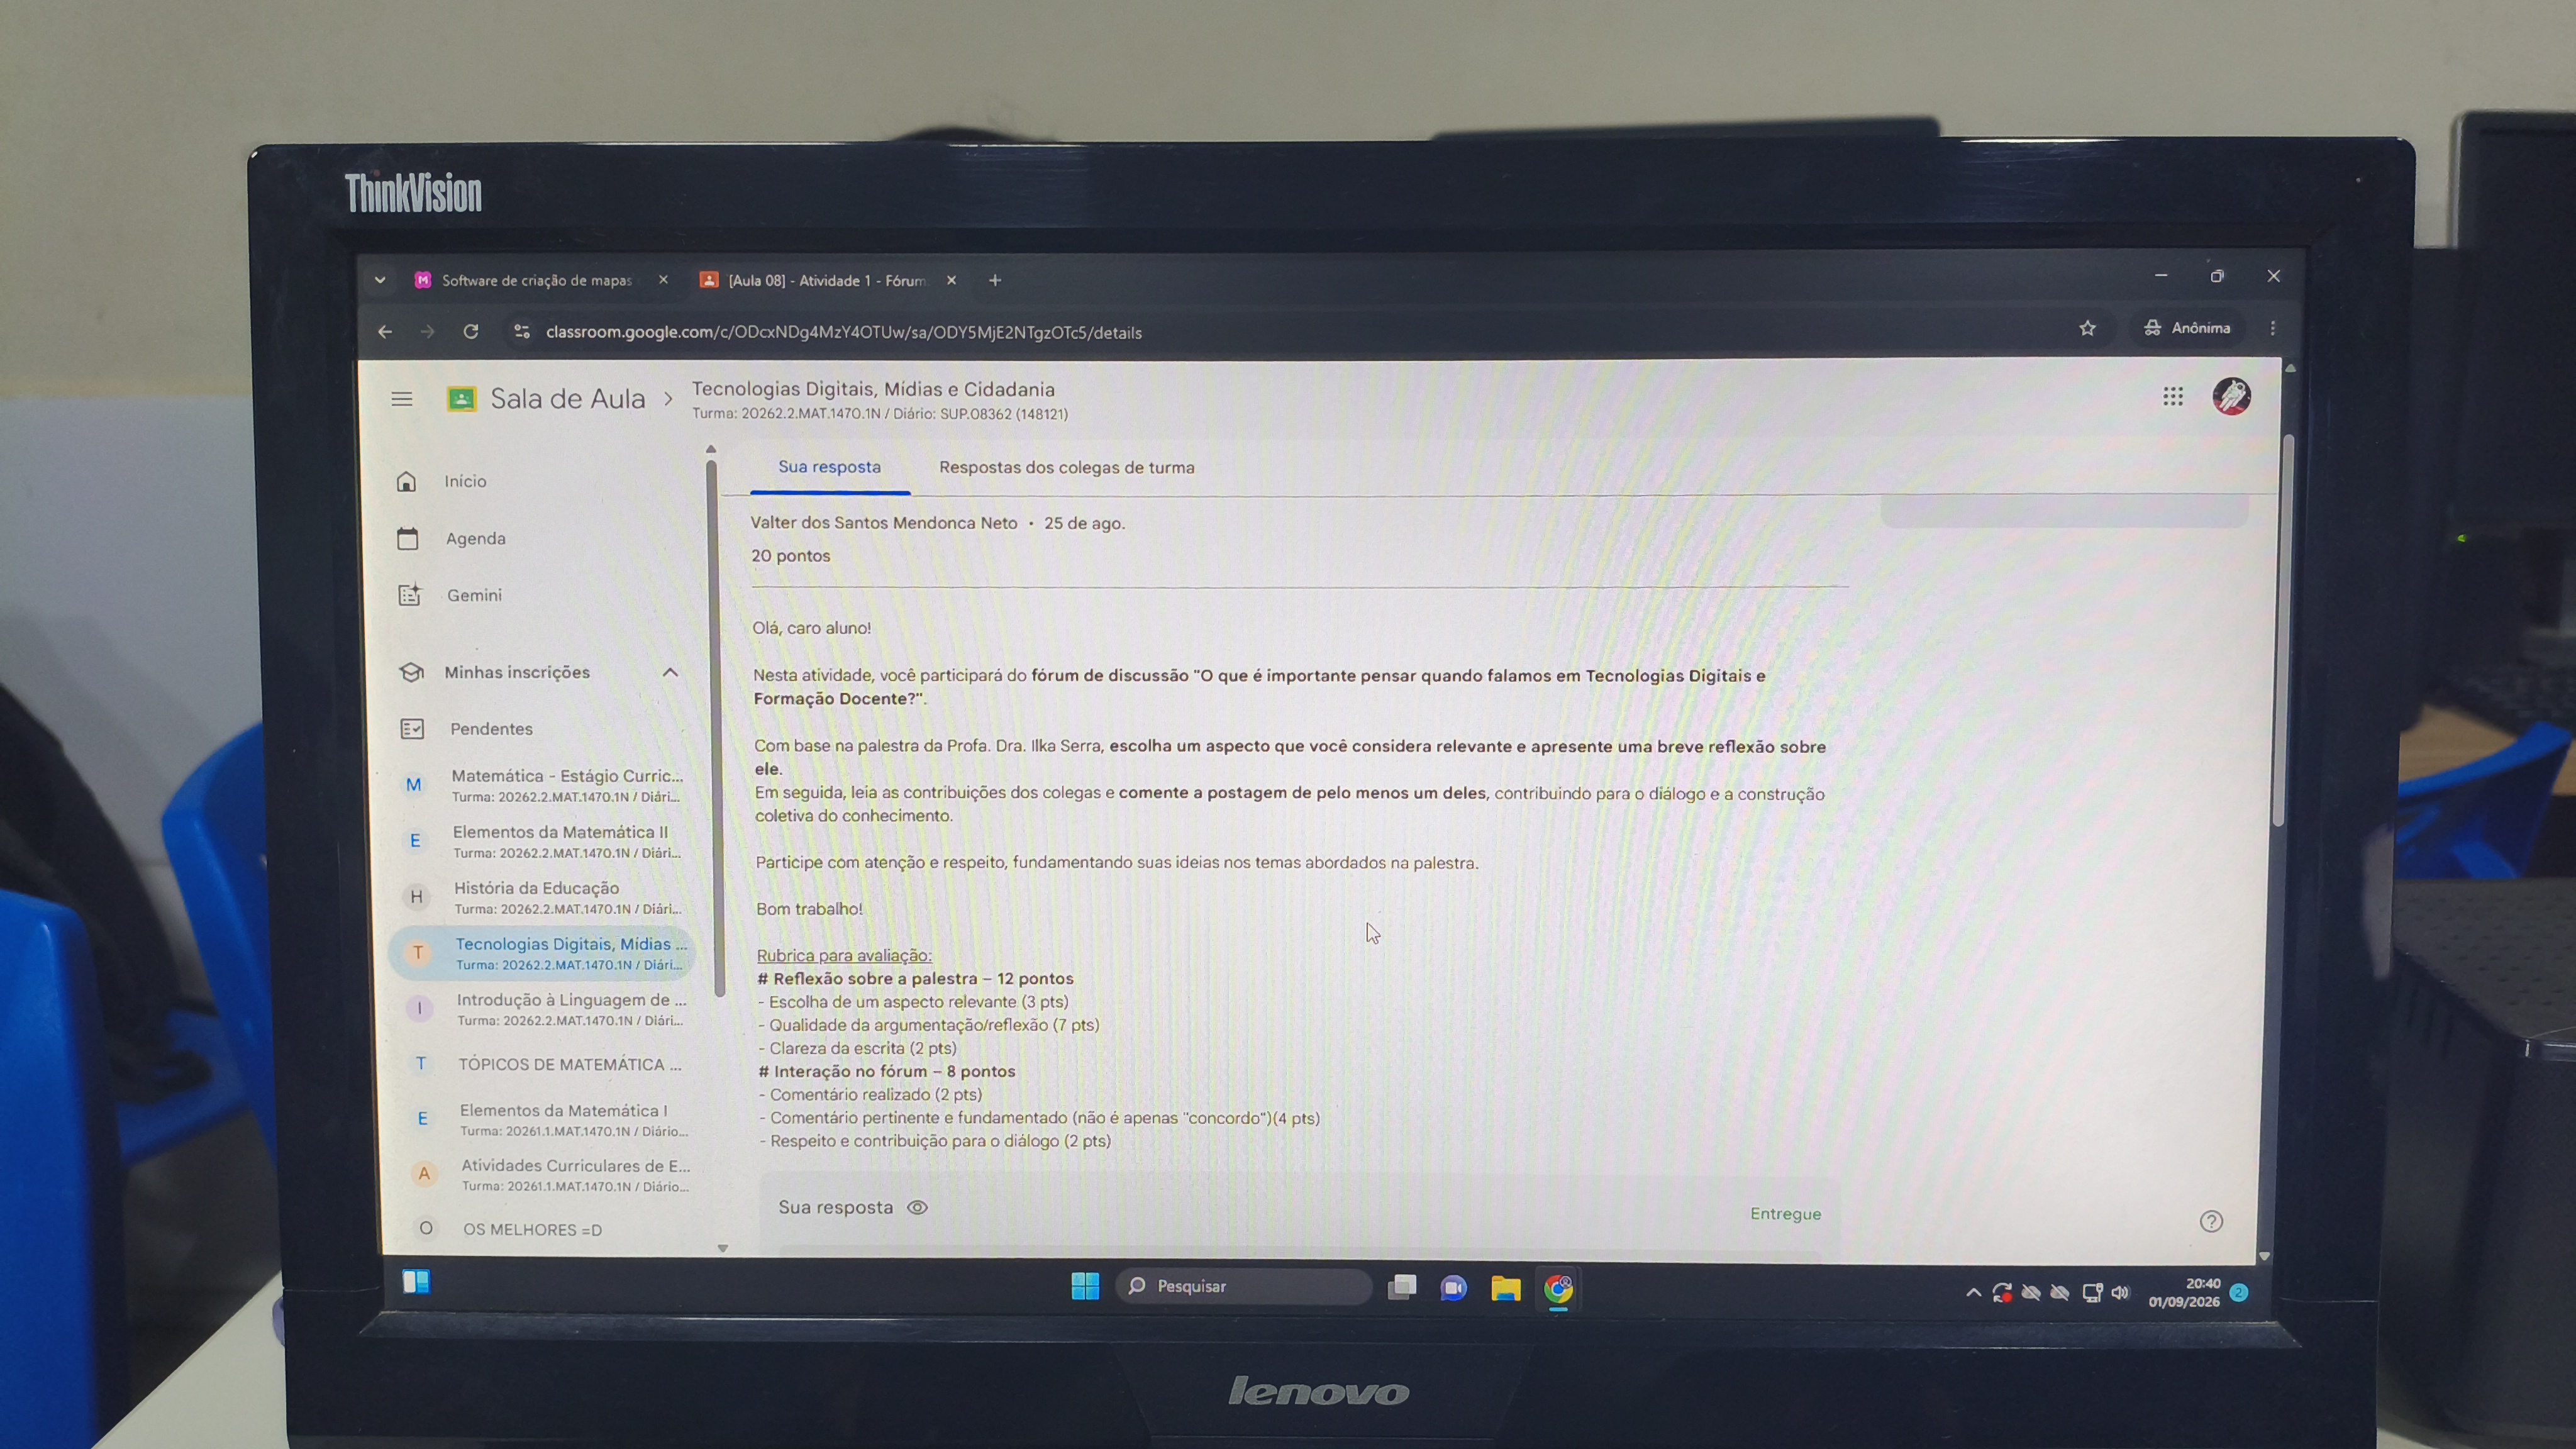 ThinkVision
Software de criação de mapas
[Aula 08] - Atividade 1 - Fórum
classroom.google.com/c/ODcxNDg4MzY4OTUw/sa/ODY5MjE2NTgzOTc5/details
Anônima
Sala de Aula
Tecnologias Digitais, Mídias e Cidadania
Turma: 20262.2.MAT.1470.1N / Diário: SUP.08362 (148121)
Início
Agenda
Gemini
Minhas inscrições
Pendentes
M
Matemática - Estágio Curric...
Turma: 20262.2.MAT.1470.1N / Diári...
E
Elementos da Matemática II
Turma: 20262.2.MAT.1470.1N / Diári...
H
História da Educação
Turma: 20262.2.MAT.1470.1N / Diári...
T
Tecnologias Digitais, Mídias ...
Turma: 20262.2.MAT.1470.1N / Diári...
I
Introdução à Linguagem de ...
Turma: 20262.2.MAT.1470.1N / Diári...
T
TÓPICOS DE MATEMÁTICA ...
E
Elementos da Matemática I
Turma: 20261.1.MAT.1470.1N / Diário...
A
Atividades Curriculares de E...
Turma: 20261.1.MAT.1470.1N / Diário...
O
OS MELHORES =D
Sua resposta
Respostas dos colegas de turma
Valter dos Santos Mendonca Neto • 25 de ago.
20 pontos
Olá, caro aluno!
Nesta atividade, você participará do fórum de discussão "O que é importante pensar quando falamos em Tecnologias Digitais e
Formação Docente?".
Com base na palestra da Profa. Dra. Ilka Serra, escolha um aspecto que você considera relevante e apresente uma breve reflexão sobre
ele.
Em seguida, leia as contribuições dos colegas e comente a postagem de pelo menos um deles, contribuindo para o diálogo e a construção
coletiva do conhecimento.
Participe com atenção e respeito, fundamentando suas ideias nos temas abordados na palestra.
Bom trabalho!
Rubrica para avaliação:
# Reflexão sobre a palestra – 12 pontos
- Escolha de um aspecto relevante (3 pts)
- Qualidade da argumentação/reflexão (7 pts)
- Clareza da escrita (2 pts)
# Interação no fórum – 8 pontos
- Comentário realizado (2 pts)
- Comentário pertinente e fundamentado (não é apenas "concordo")(4 pts)
- Respeito e contribuição para o diálogo (2 pts)
Sua resposta
Entregue
Pesquisar
20:40
01/09/2026
2
lenovo